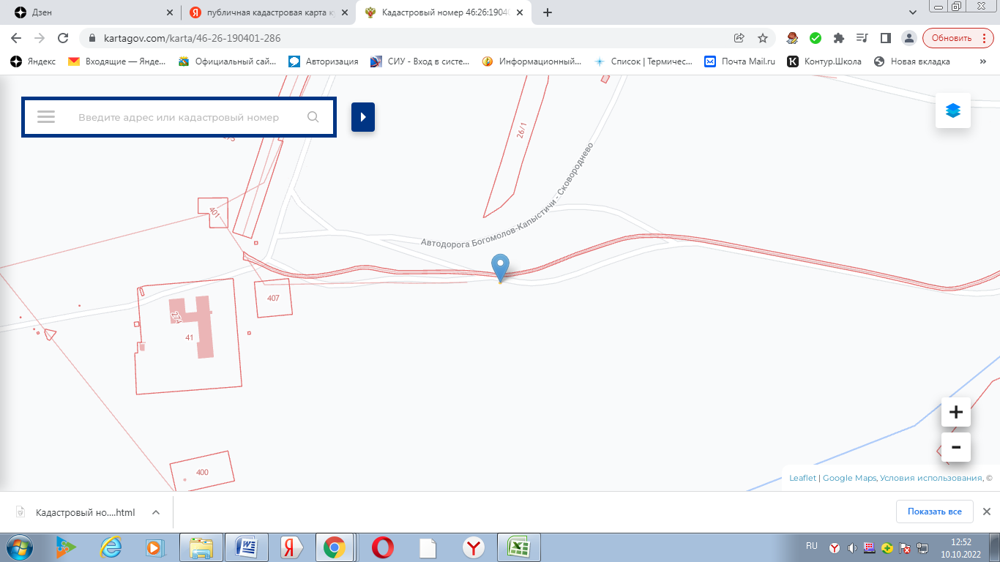 Дзен
публичная кадастровая карта к
Кадастровый номер 46:26:1904
kartagov.com/karta/46-26-190401-286
Обновить
Яндекс
Входящие — Янде...
Официальный сай...
Авторизация
СИУ - Вход в систе...
Информационный...
Список | Термичес...
Почта Mail.ru
Контур.Школа
Новая вкладка
»
Введите адрес или кадастровый номер
26/1
Автодорога Богомолов-Капыстичи - Сковороднево
401
407
27А
41
400
+
-
Leaflet | Google Maps, Условия использования, ©
Кадастровый но....html
Показать все
RU
12:52
10.10.2022